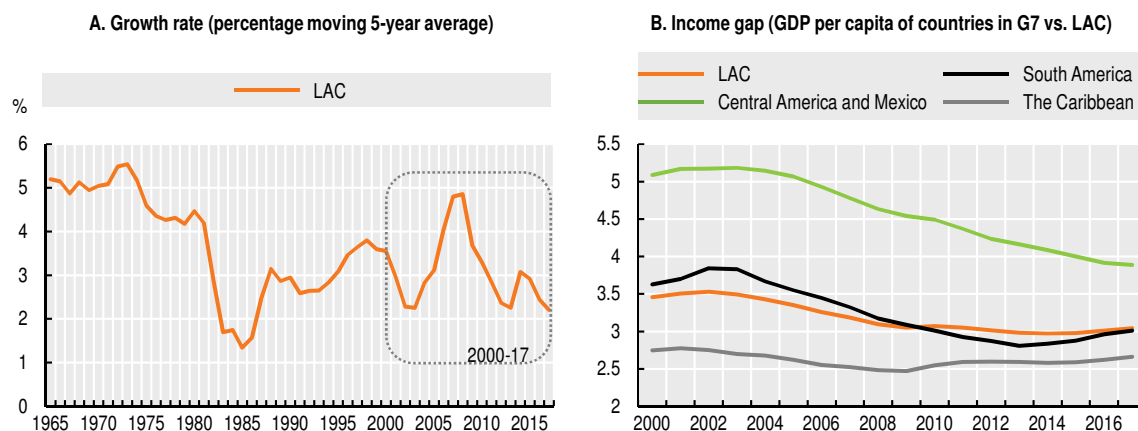 A. Growth rate (percentage moving 5-year average)
LAC
%
6
5
4
3
2
1
0
2000-17
1965 1970 1975 1980 1985 1990 1995 2000 2005 2010 2015
B. Income gap (GDP per capita of countries in G7 vs. LAC)
LAC South America
Central America and Mexico The Caribbean
5.5
5
4.5
4
3.5
3
2.5
2
2000 2002 2004 2006 2008 2010 2012 2014 2016